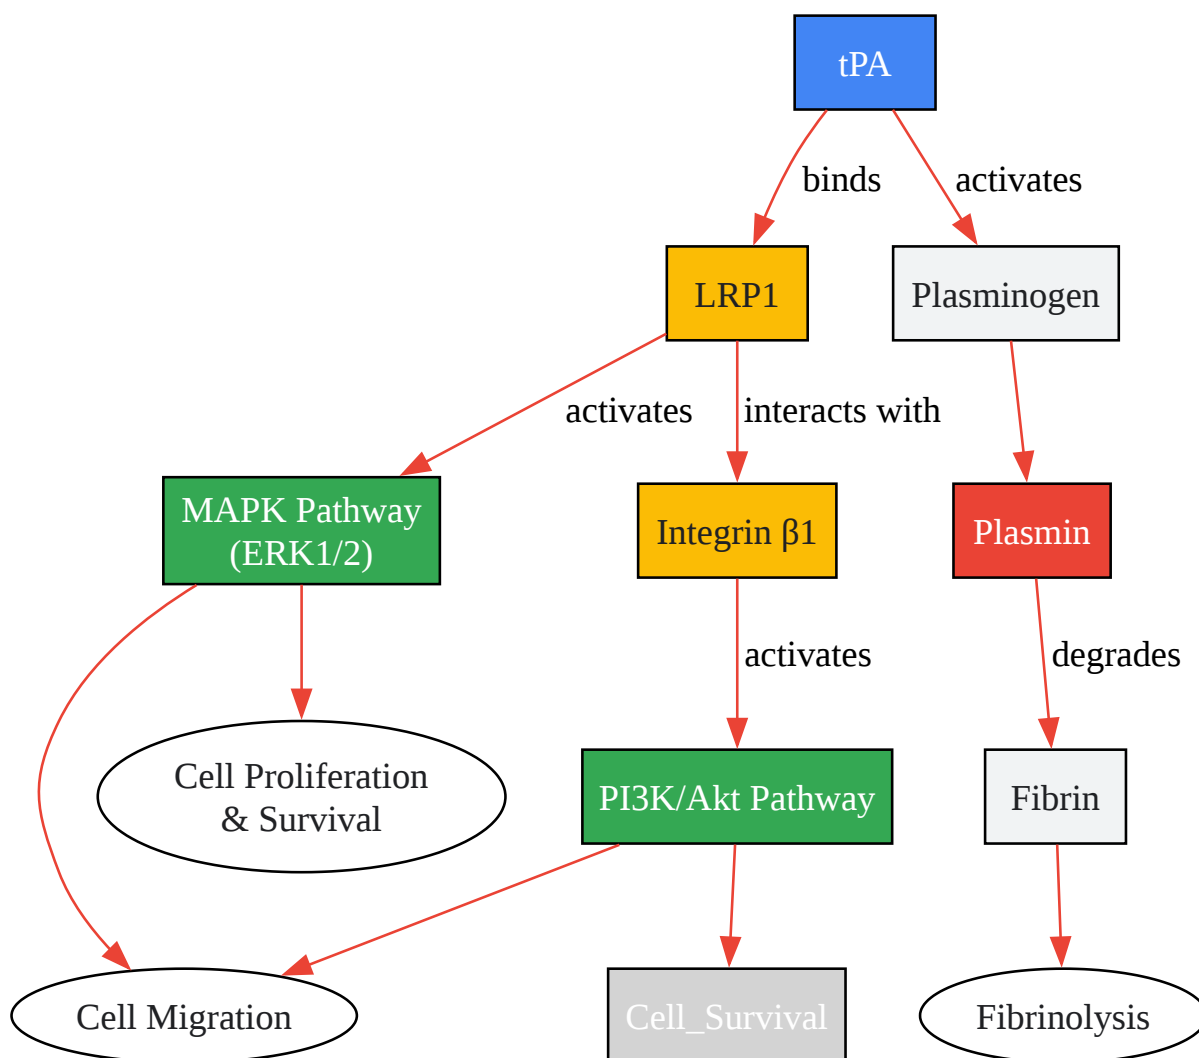 tPA
binds
activates
LRP1
Plasminogen
activates
interacts with
MAPK Pathway
(ERK1/2)
Integrin β1
Plasmin
activates
degrades
Cell Proliferation
& Survival
PI3K/Akt Pathway
Fibrin
Cell Migration
Cell_Survival
Fibrinolysis